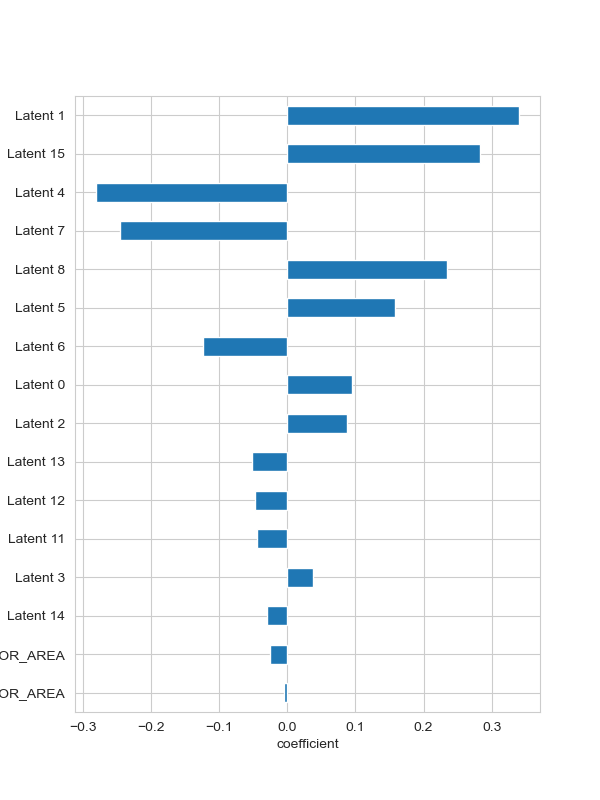 Latent 1
Latent 15
Latent 4
Latent 7
Latent 8
Latent 5
Latent 6
Latent 0
Latent 2
Latent 13
Latent 12
Latent 11
Latent 3
Latent 14
OR_AREA
OR_AREA
−0.3 −0.2 −0.1 0.0 0.1 0.2 0.3
coefficient